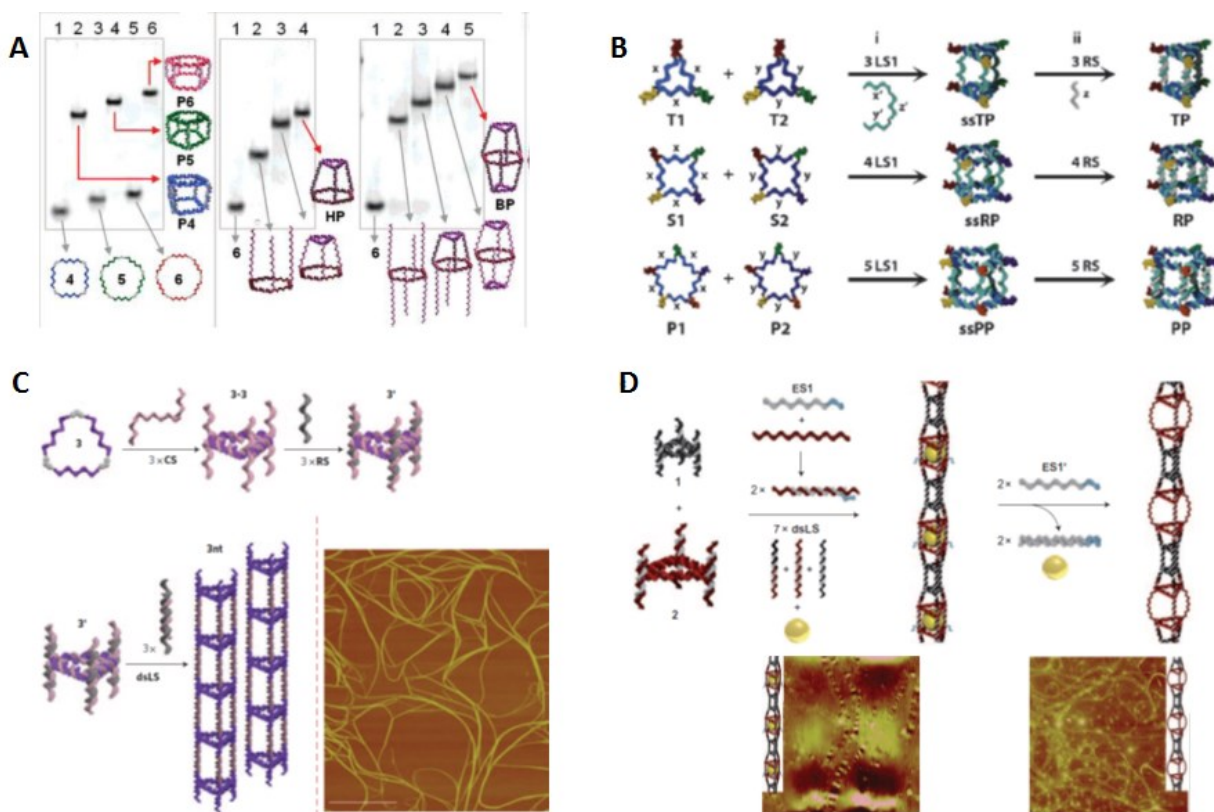 A
1 2 3 4 5 6
P6
P5
P4
4 5 6
1 2 3 4
HP
6
1 2 3 4 5
BP
6
B
i ii
x x x
T1
+
y y y
T2
3 LS1
x' y' z'
ssTP
3 RS
z
TP
x x x x
S1
+
y y y y
S2
4 LS1
ssRP
4 RS
RP
x x x x x
P1
+
y y y y y
P2
5 LS1
ssPP
5 RS
PP
C
3
3×CS
3-3
3×RS
3'
3'
3×
dsLS
3nt
D
1
+
2
ES1
+
2×
7× dsLS
+ +
+
2×
ES1'
2×